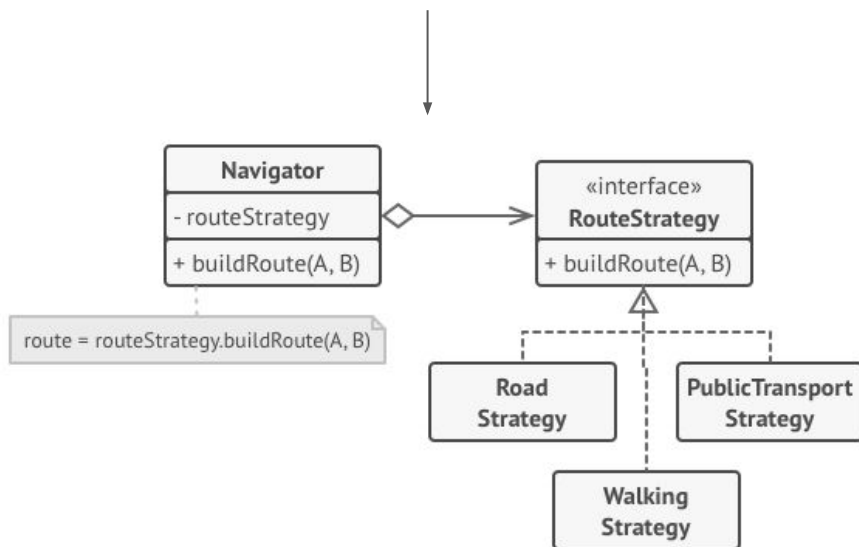 Navigator
- routeStrategy
+ buildRoute(A, B)
route = routeStrategy.buildRoute(A, B)
«interface»
RouteStrategy
+ buildRoute(A, B)
Road
Strategy
PublicTransport
Strategy
Walking
Strategy